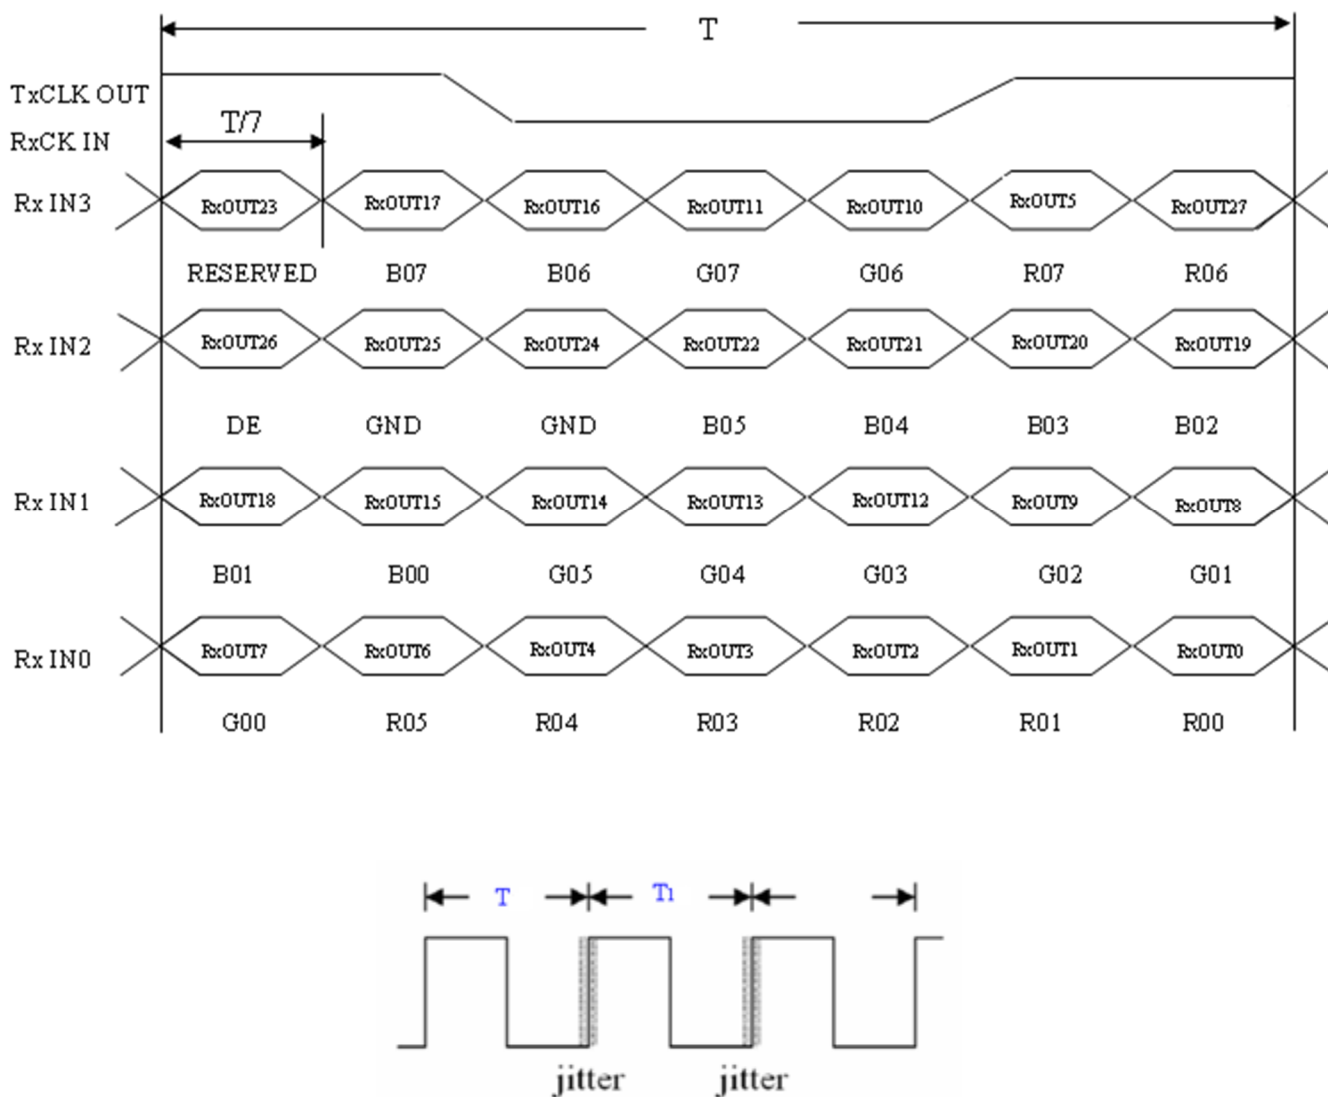 T
TxCLK OUT
T/7
RxCK IN
Rx IN3 RxOUT23 RxOUT17 RxOUT16 RxOUT11 RxOUT10 RxOUT5 RxOUT27
RESERVED B07 B06 G07 G06 R07 R06
Rx IN2 RxOUT26 RxOUT25 RxOUT24 RxOUT22 RxOUT21 RxOUT20 RxOUT19
DE GND GND B05 B04 B03 B02
Rx IN1 RxOUT18 RxOUT15 RxOUT14 RxOUT13 RxOUT12 RxOUT9 RxOUT8
B01 B00 G05 G04 G03 G02 G01
Rx IN0 RxOUT7 RxOUT6 RxOUT4 RxOUT3 RxOUT2 RxOUT1 RxOUT0
G00 R05 R04 R03 R02 R01 R00
T T1
jitter jitter